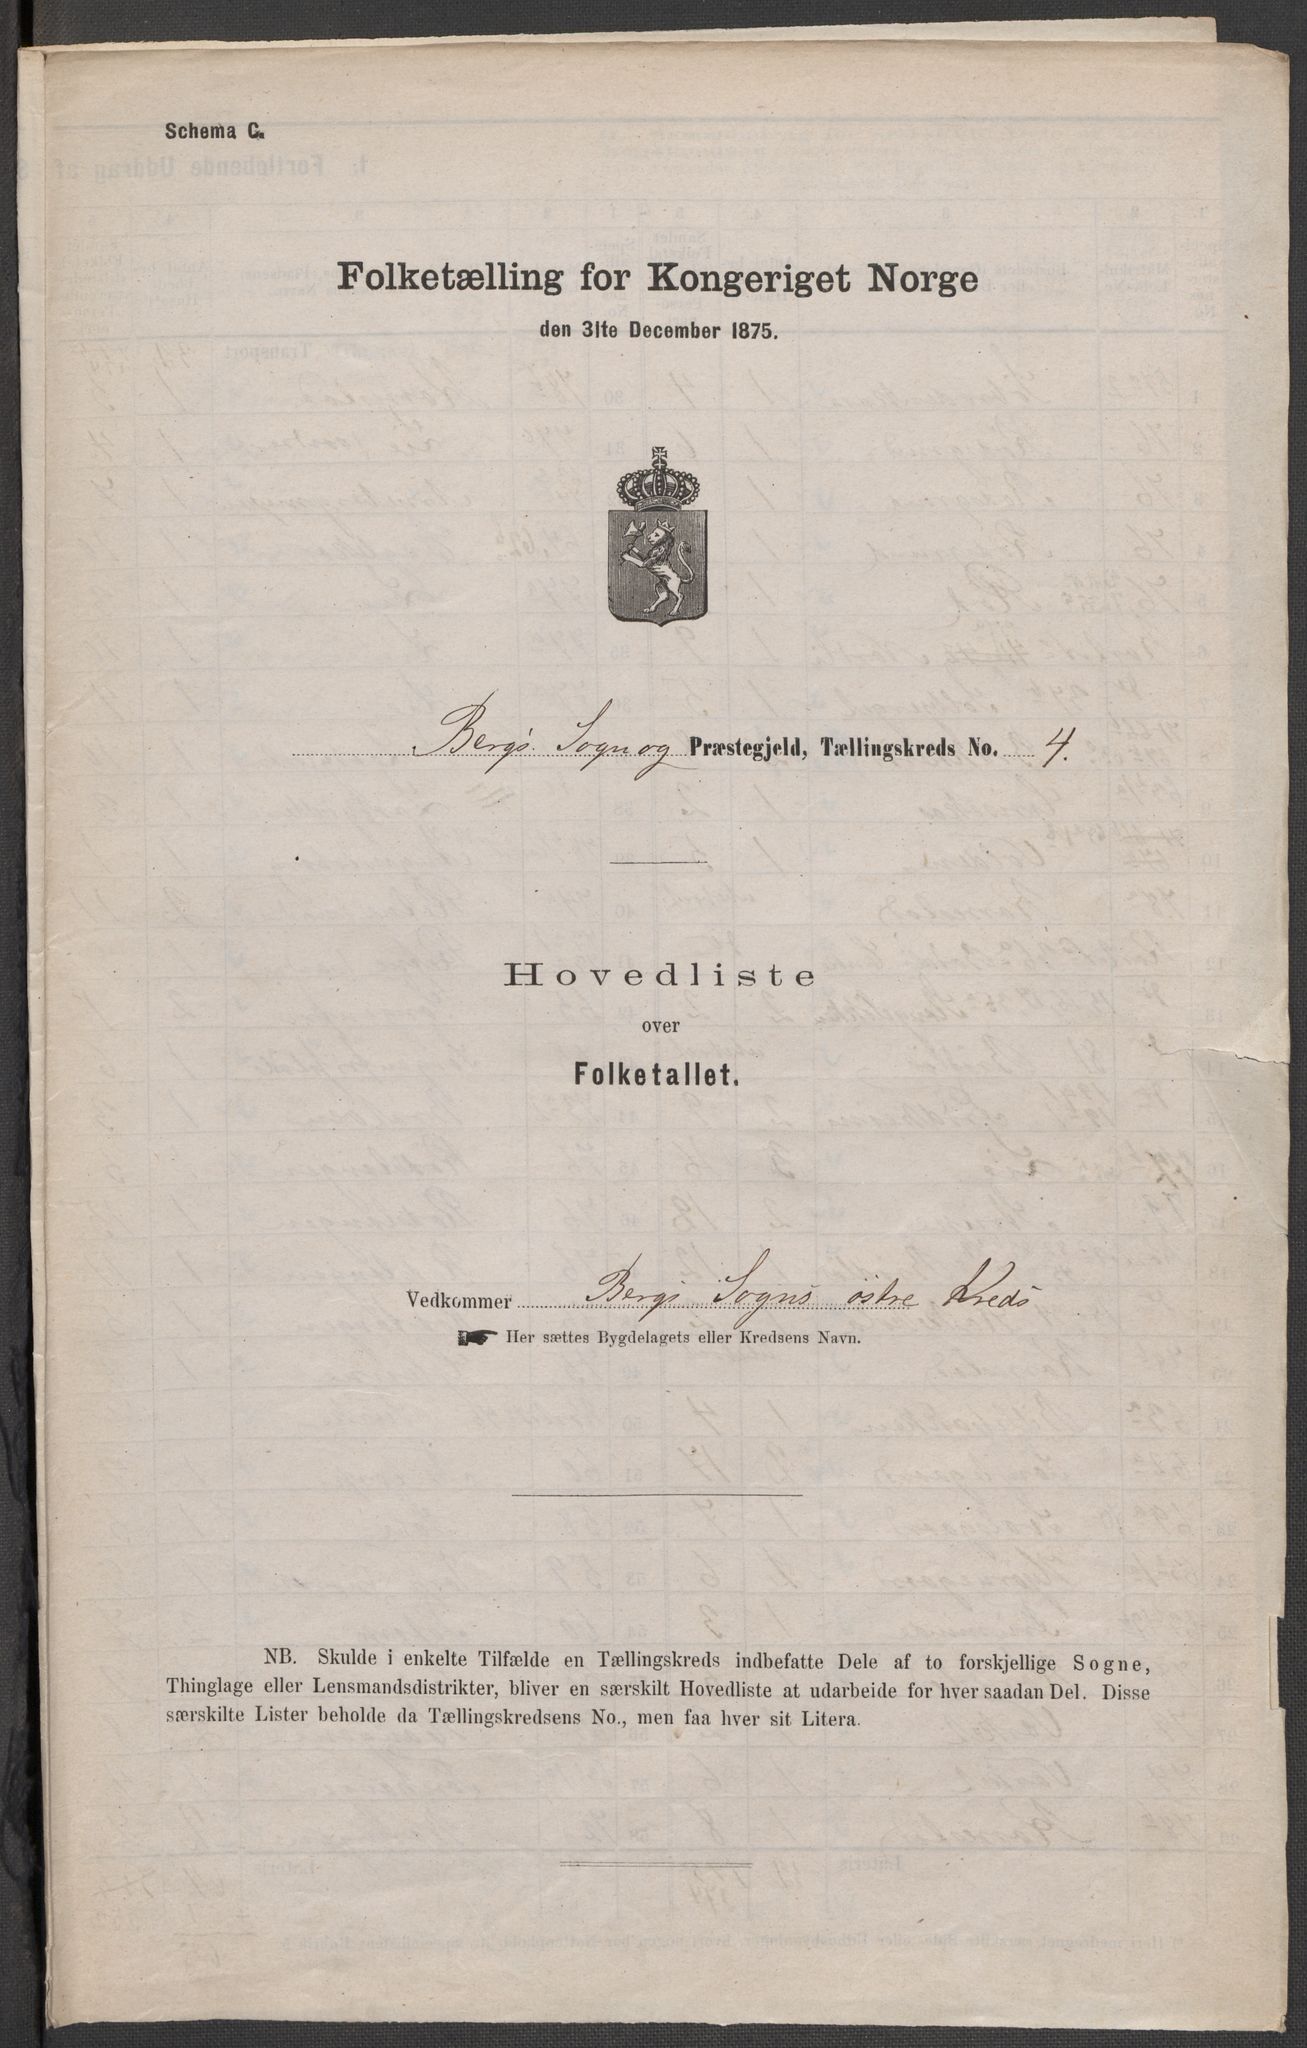 Schema C.
Folketælling for Kongeriget Norge
den 31te December 1875.
Bergs Sogn og Præstegjeld, Tællingskreds No. 4.
Hovedliste
over
Folketallet.
Vedkommer Bergs Sogns østre Kreds
Her sættes Bygdelagets eller Kredsens Navn.
NB. Skulde i enkelte Tilfælde en Tællingskreds indbefatte Dele af to forskjellige Sogne,
Thinglage eller Lensmandsdistrikter, bliver en særskilt Hovedliste at udarbeide for hver saadan Del. Disse
særskilte Lister beholde da Tællingskredsens No., men faa hver sit Litera.